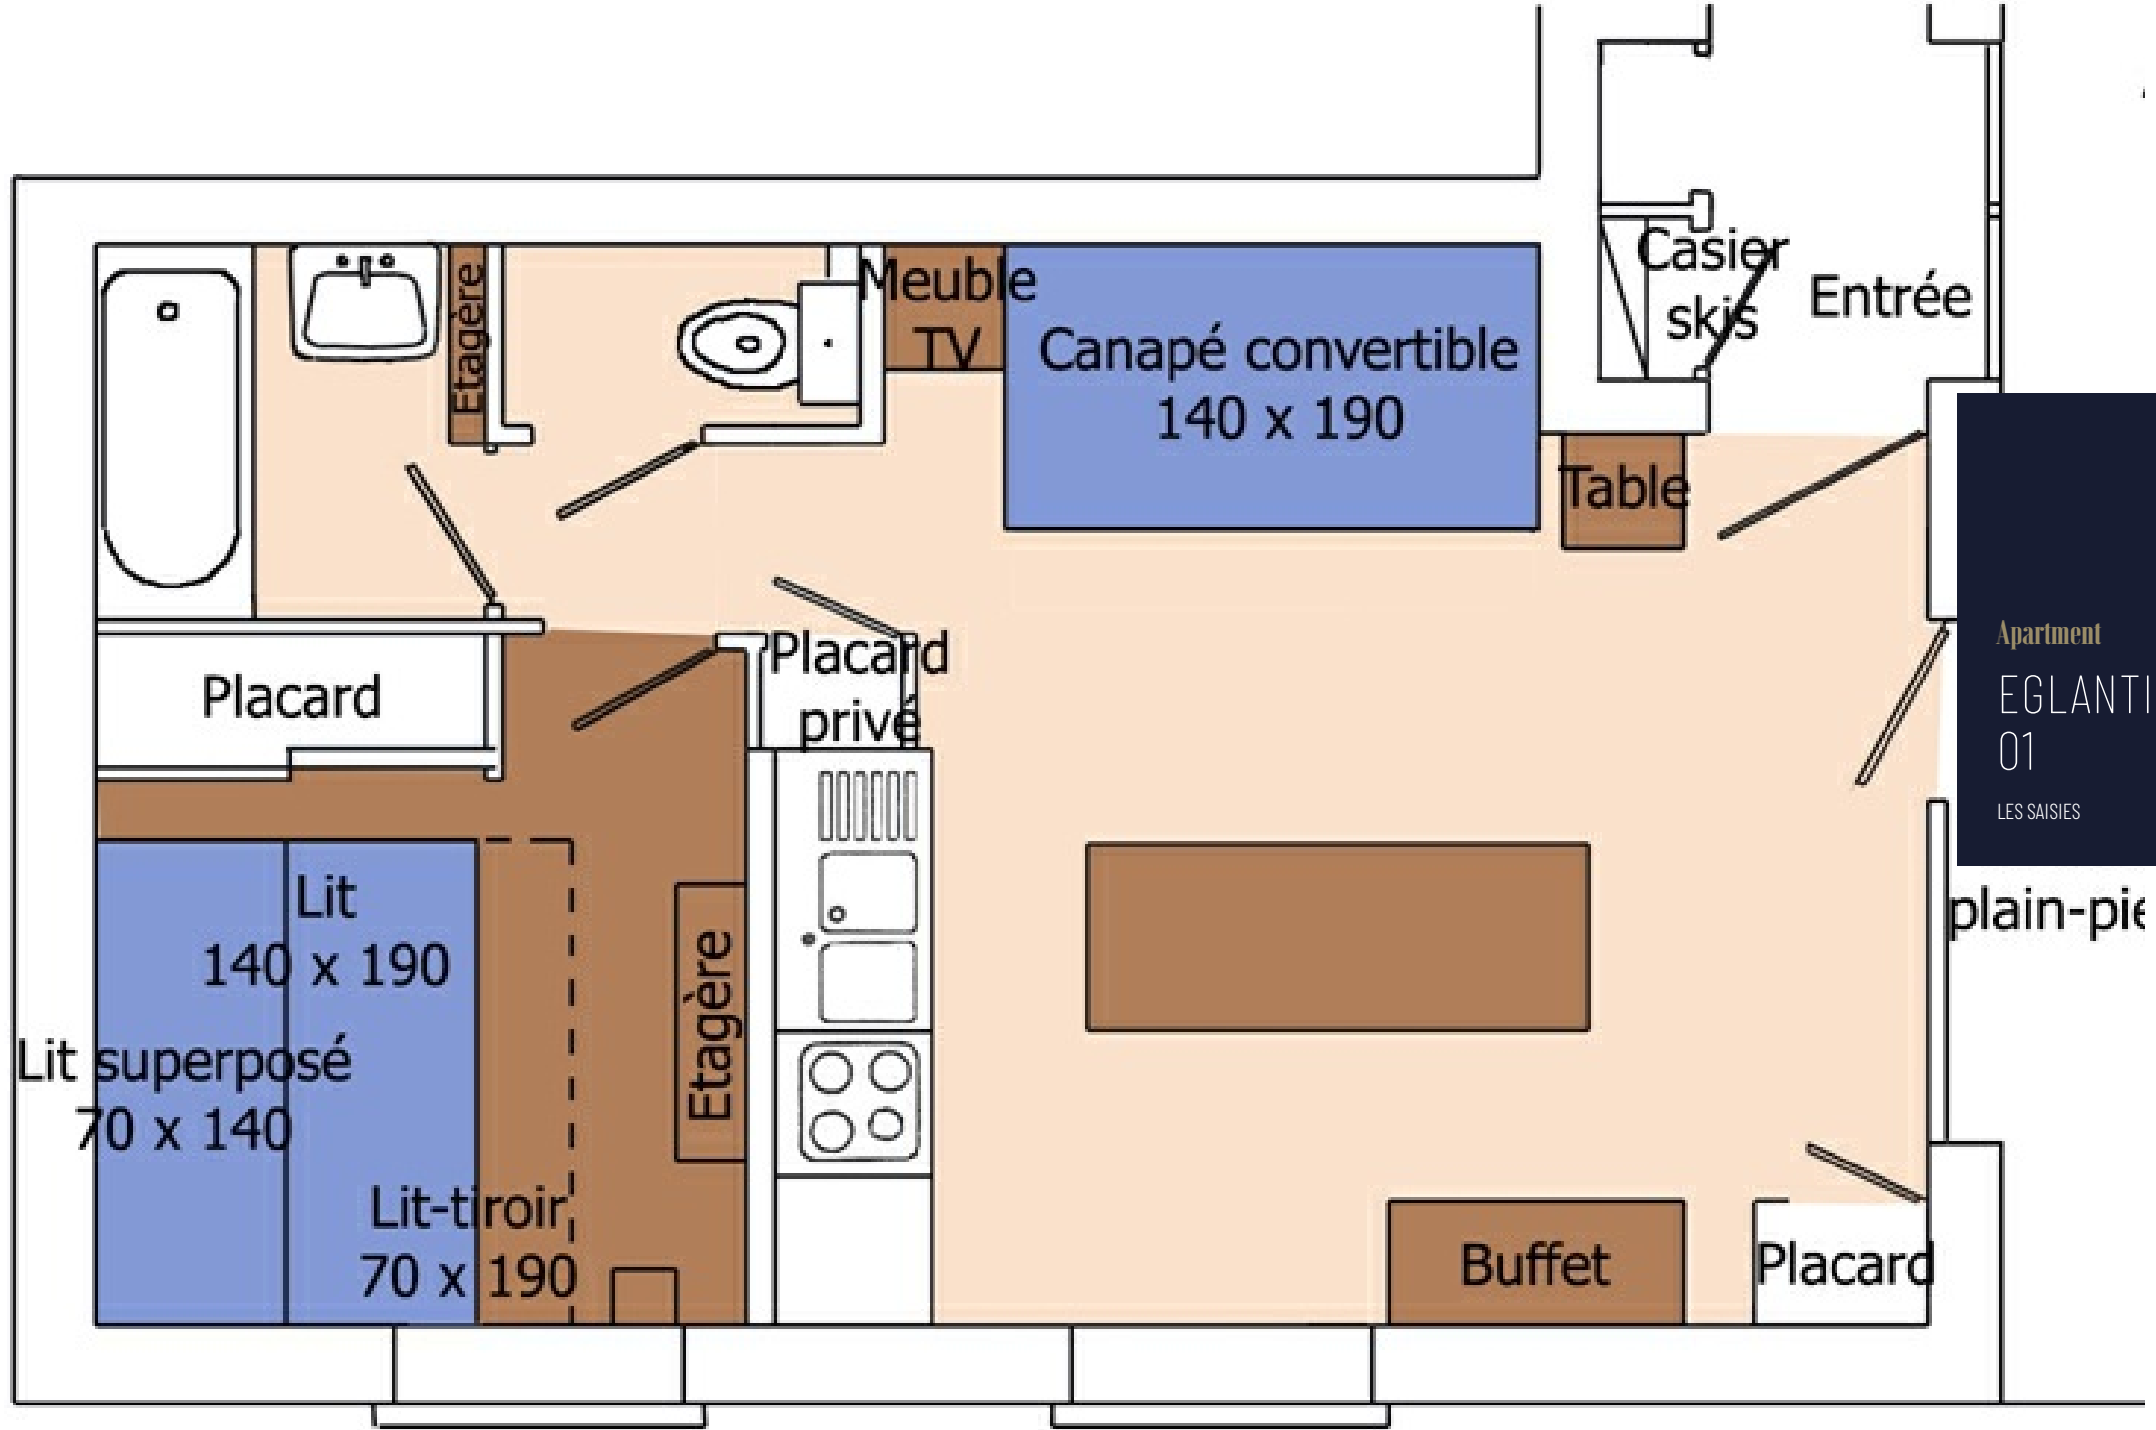 Casier
skis
Entrée
Etagère
Meuble
TV
Canapé convertible
140 x 190
Table
Placard
Placard
privé
Apartment
EGLANTI
01
LES SAISIES
plain-pie
Lit
140 x 190
Lit superposé
70 x 140
Lit-tiroir
70 x 190
Etagère
Buffet
Placard